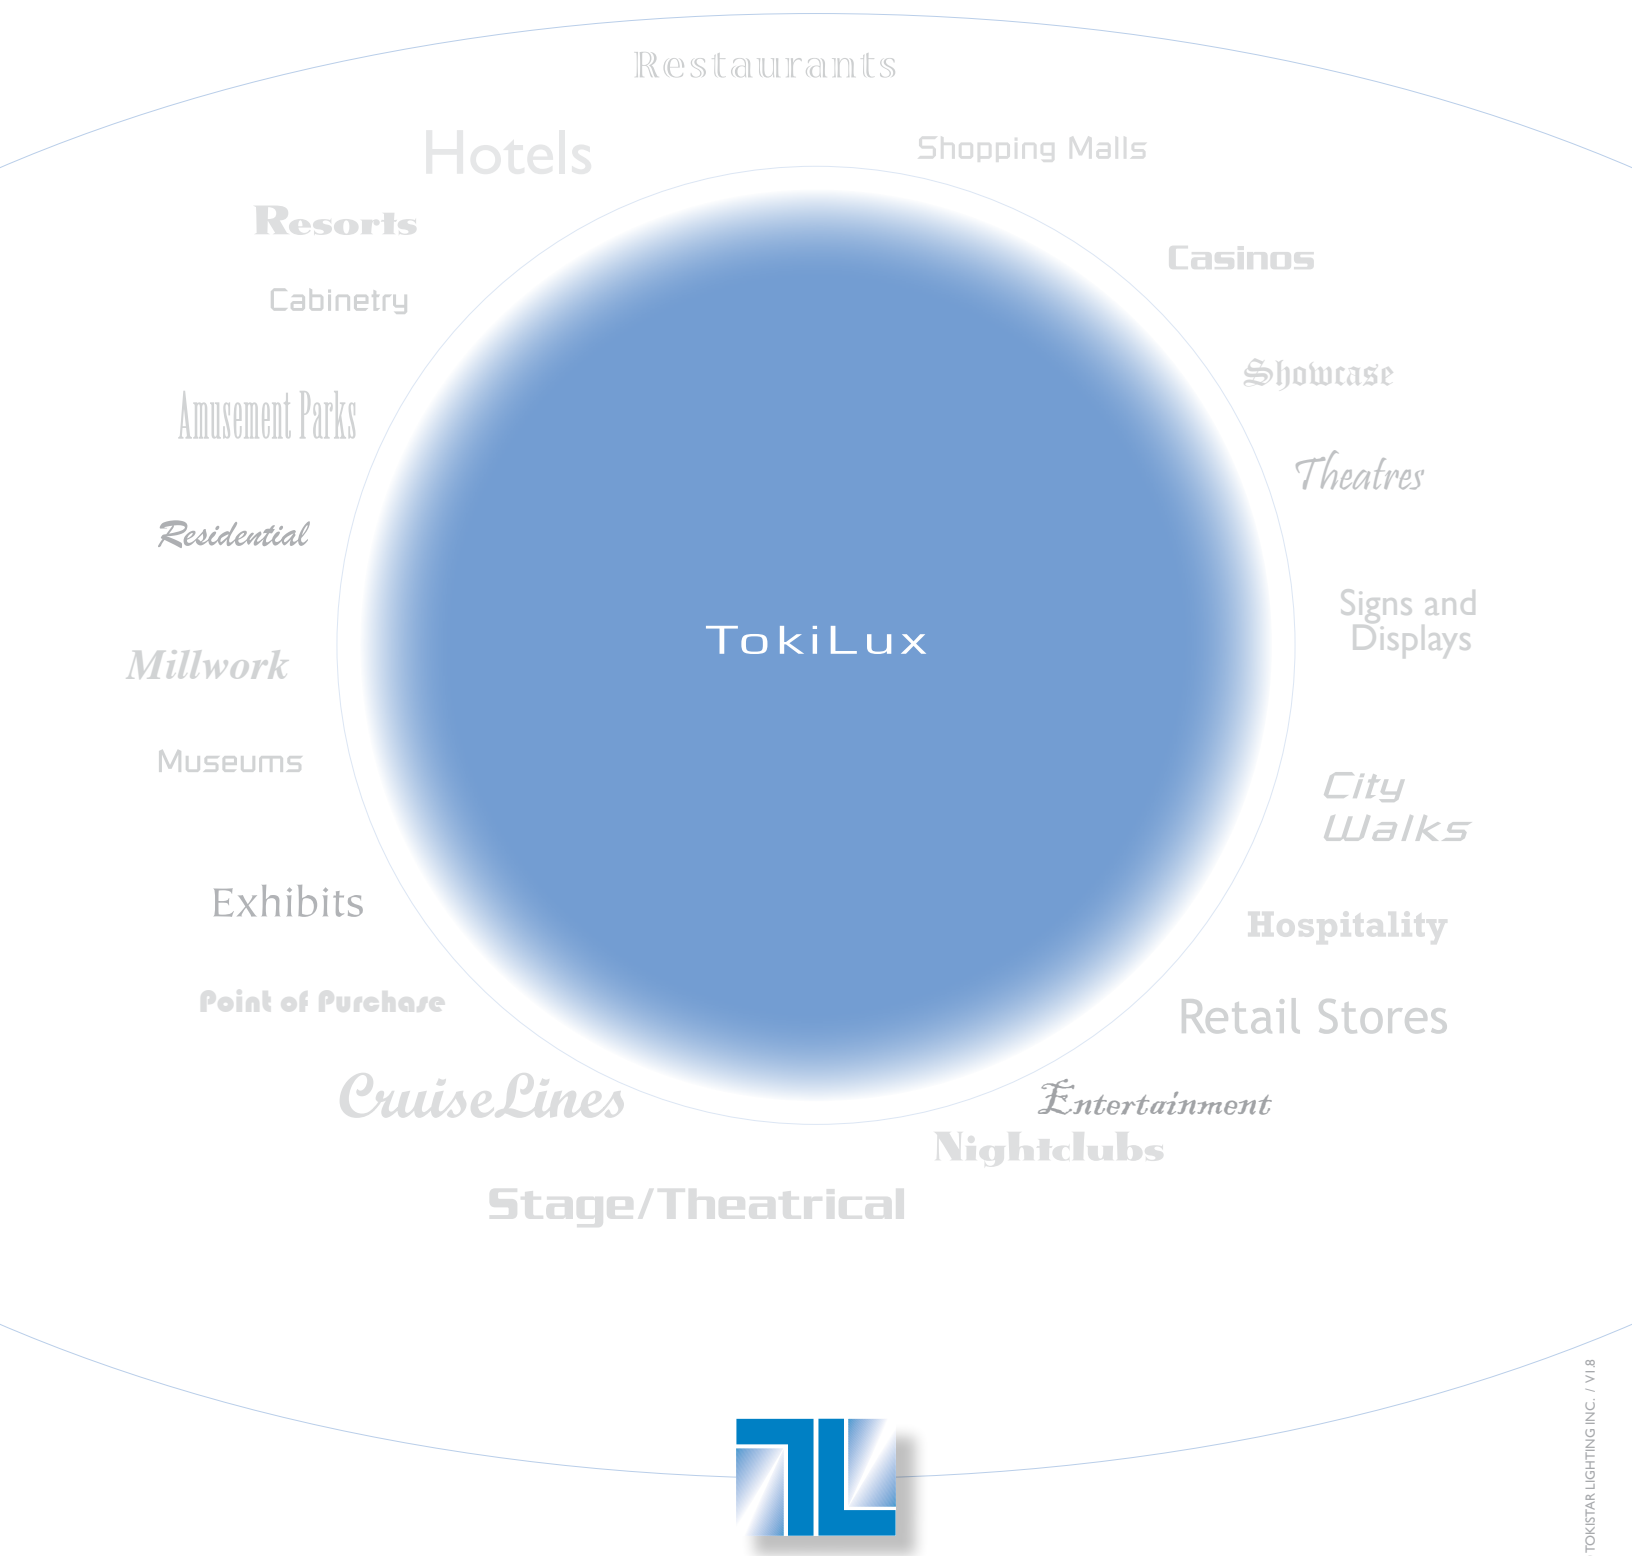 Restaurants
Hotels
Shopping Malls
Resorts
Casinos
Cabinetry
Showcase
Amusement Parks
Theatres
Residential
Signs and
Displays
Millwork
Museums
City
Walks
Exhibits
Hospitality
Point of Purchase
Retail Stores
CruiseLines
Entertainment
Nightclubs
Stage/Theatrical
TokiLux
TOKISTAR LIGHTING INC. / V1.8
TL